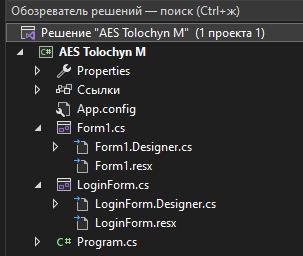 Обозреватель решений — поиск (Ctrl+ж)
Решение "AES Tolochyn M" (1 проекта 1)
AES Tolochyn M
Properties
Ссылки
App.config
Form1.cs
Form1.Designer.cs
Form1.resx
LoginForm.cs
LoginForm.Designer.cs
LoginForm.resx
Program.cs